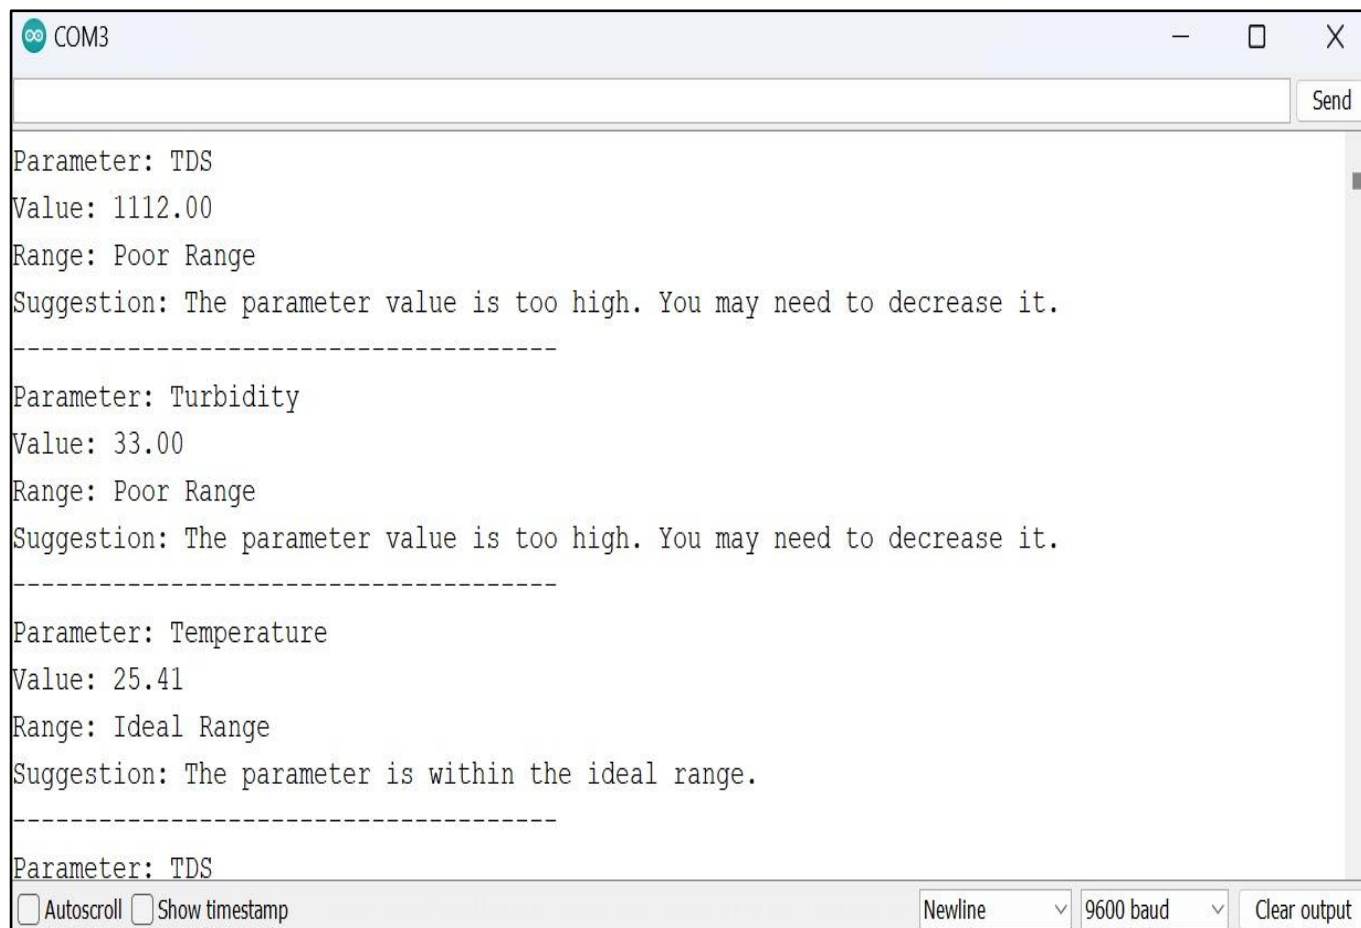 COM3
Send
Parameter: TDS
Value: 1112.00
Range: Poor Range
Suggestion: The parameter value is too high. You may need to decrease it.
--------------------------------------
Parameter: Turbidity
Value: 33.00
Range: Poor Range
Suggestion: The parameter value is too high. You may need to decrease it.
--------------------------------------
Parameter: Temperature
Value: 25.41
Range: Ideal Range
Suggestion: The parameter is within the ideal range.
--------------------------------------
Parameter: TDS
Autoscroll Show timestamp Newline 9600 baud Clear output